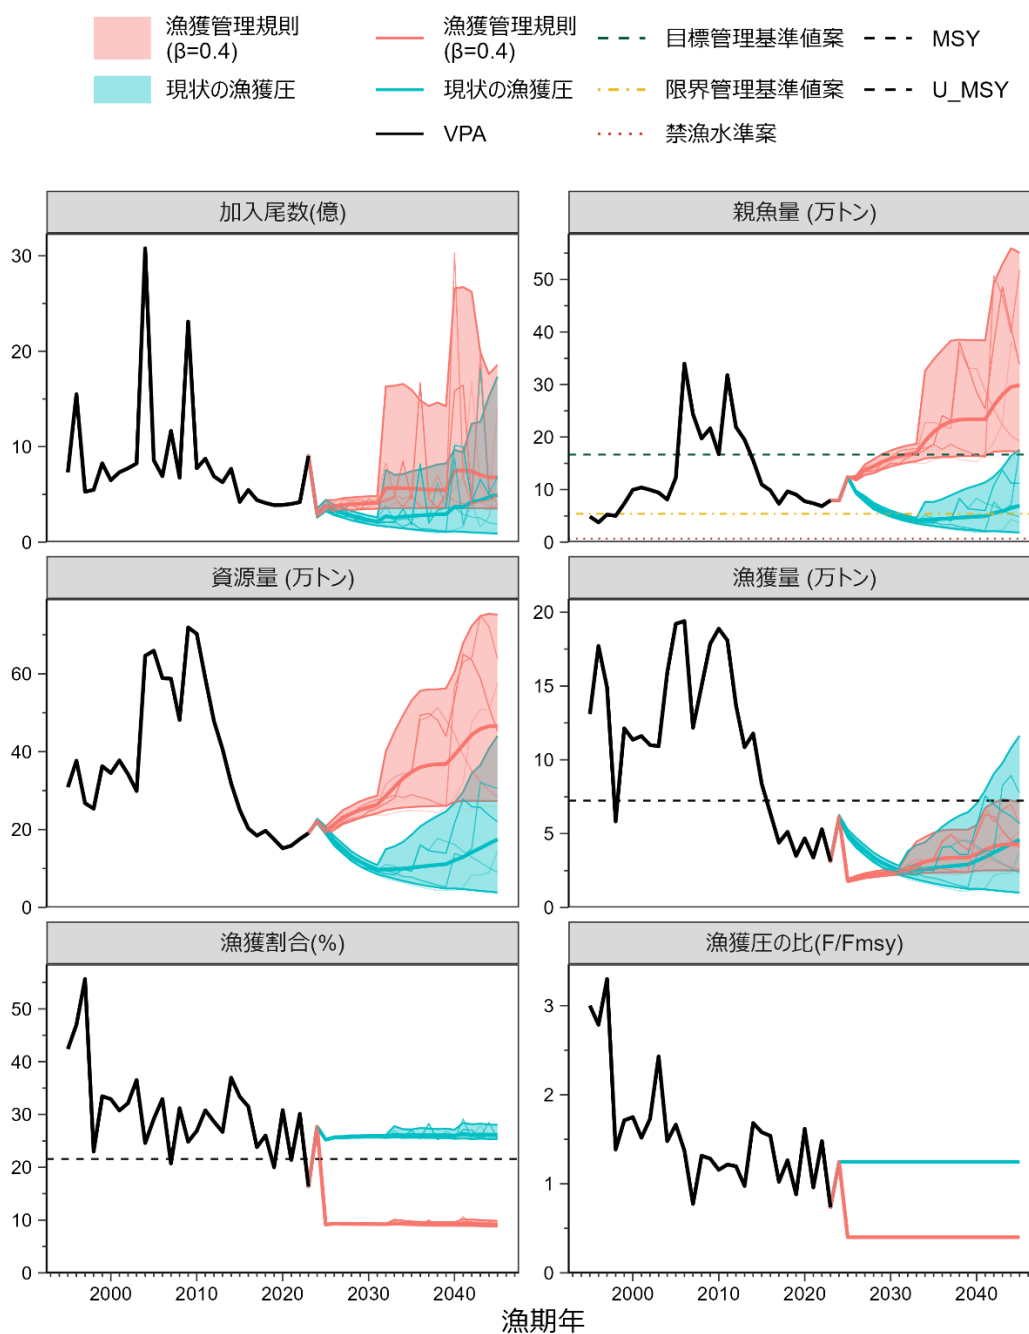 漁獲管理規則
(β=0.4)
漁獲管理規則
(β=0.4)
目標管理基準値案
MSY
現状の漁獲圧
現状の漁獲圧
限界管理基準値案
U_MSY
VPA
禁漁水準案
加入尾数(億)
親魚量 (万トン)
30
20
10
0
50
40
30
20
10
0
資源量 (万トン)
漁獲量 (万トン)
60
40
20
0
20
15
10
5
0
漁獲割合(%)
漁獲圧の比(F/Fmsy)
50
40
30
20
10
0
3
2
1
0
2000
2010
2020
2030
2040
2000
2010
2020
2030
2040
漁期年